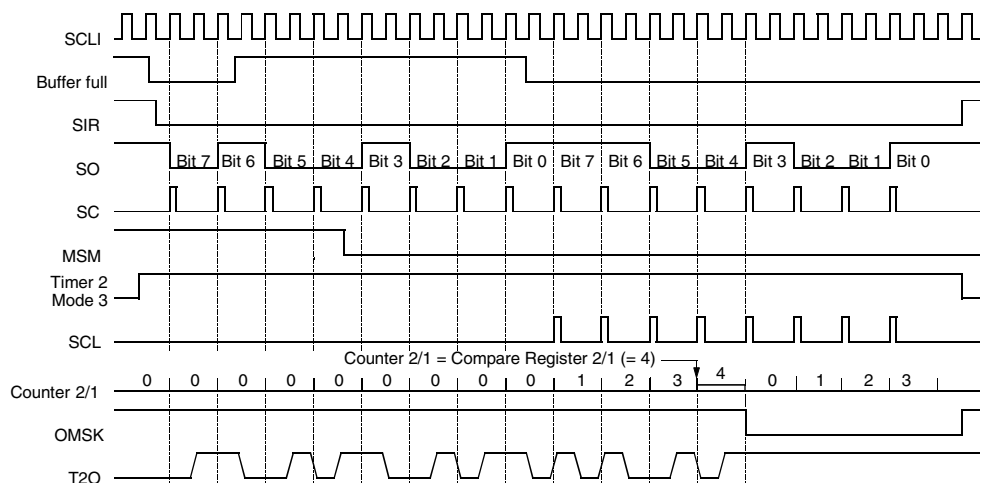 SCLI
Buffer full
SIR
SO Bit 7 Bit 6 Bit 5 Bit 4 Bit 3 Bit 2 Bit 1 Bit 0 Bit 7 Bit 6 Bit 5 Bit 4 Bit 3 Bit 2 Bit 1 Bit 0
SC
MSM
Timer 2
Mode 3
SCL
Counter 2/1 = Compare Register 2/1 (= 4)
Counter 2/1 0 0 0 0 0 0 0 0 0 1 2 3 4 0 1 2 3
OMSK
T2O